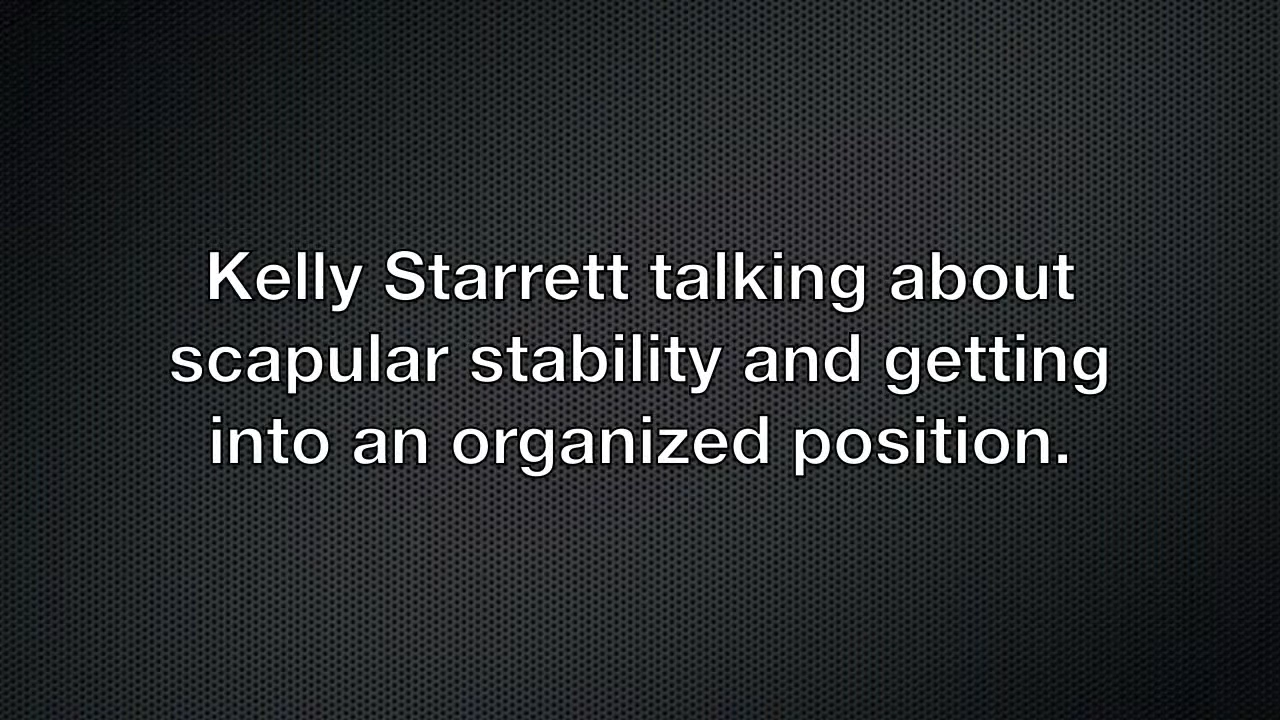 Kelly Starrett talking about
scapular stability and getting
into an organized position.